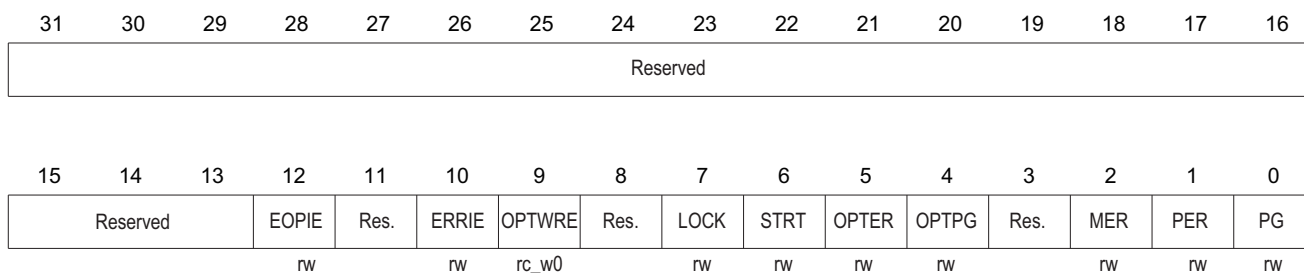 31 30 29 28 27 26 25 24 23 22 21 20 19 18 17 16
Reserved
15 14 13 12 11 10 9 8 7 6 5 4 3 2 1 0
Reserved EOPIE Res. ERRIE OPTWRE Res. LOCK STRT OPTER OPTPG Res. MER PER PG
rw rw rc_w0 rw rw rw rw rw rw rw